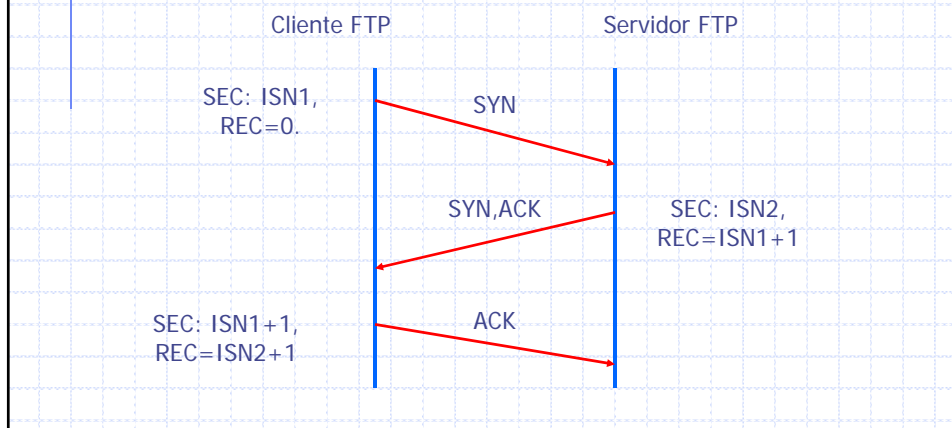 Cliente FTP
Servidor FTP
SEC: ISN1,
REC=0.
SYN
SYN,ACK
SEC: ISN2,
REC=ISN1+1
SEC: ISN1+1,
REC=ISN2+1
ACK